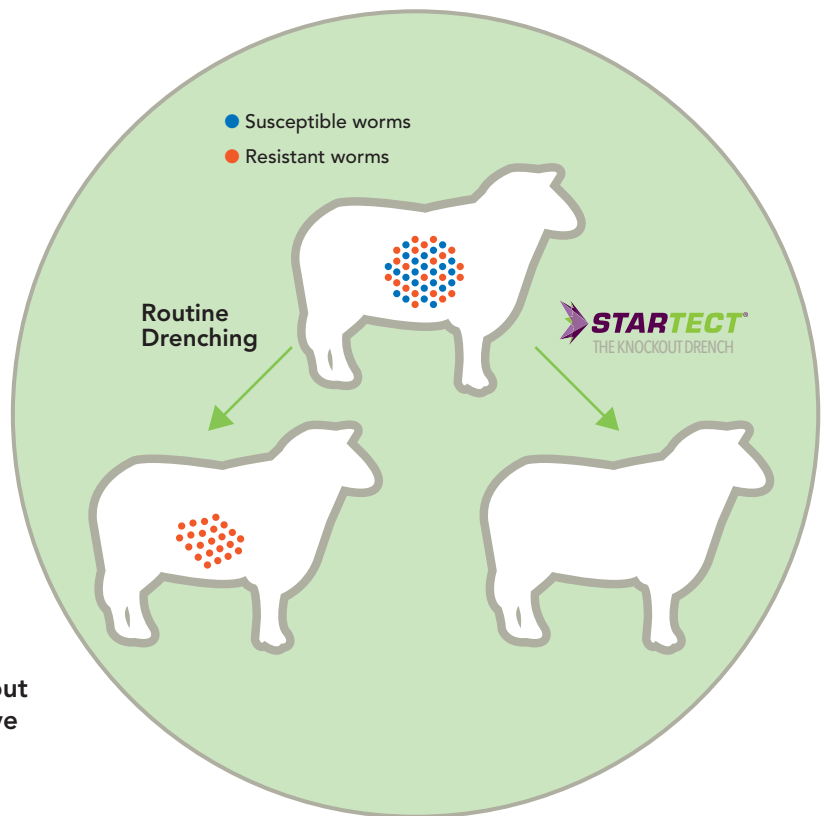 Susceptible worms
Resistant worms
Routine
Drenching
STARTECT®
THE KNOCKOUT DRENCH